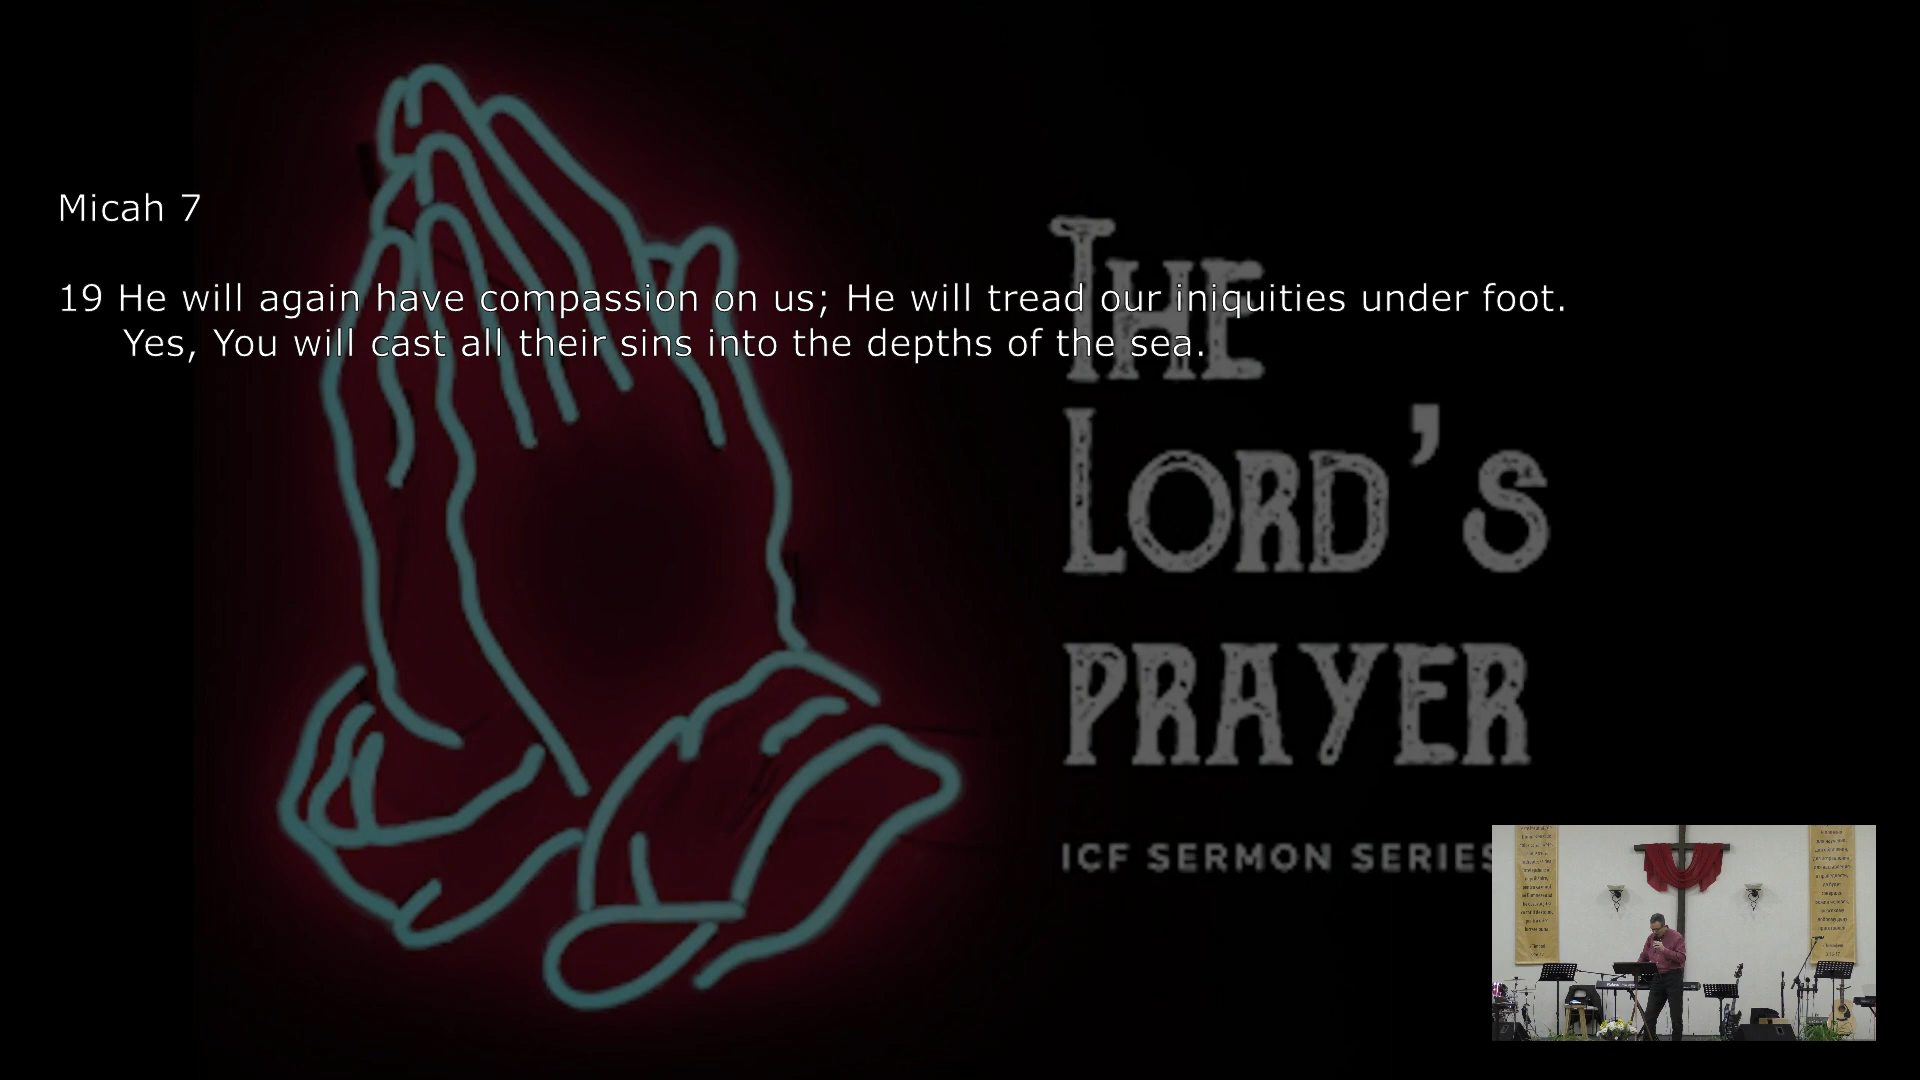 Micah 7
19 He will again have compassion on us; He will tread our iniquities under foot.
Yes, You will cast all their sins into the depths of the sea.
THE
LORD'S
PRAYER
ICF SERMON SERIES